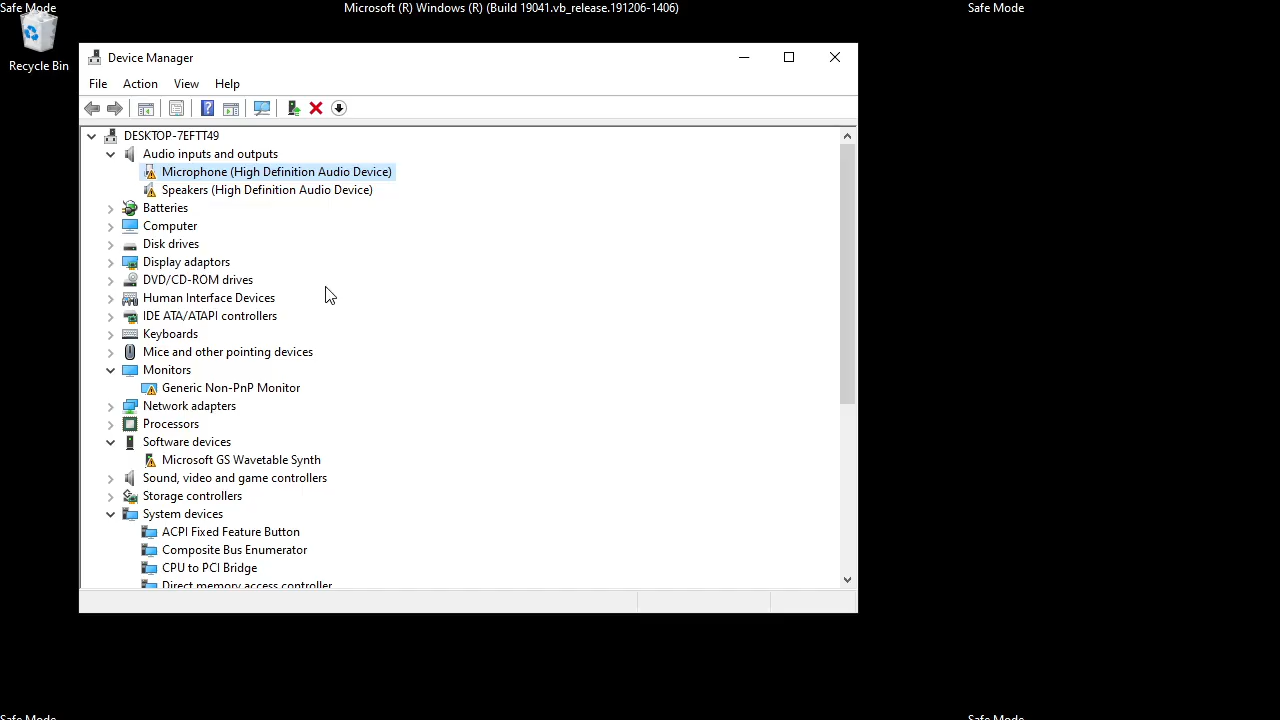 Safe Mode
Microsoft (R) Windows (R) (Build 19041.vb_release.191206-1406)
Safe Mode
Recycle Bin
Device Manager
File Action View Help
DESKTOP-7EFTT49
Audio inputs and outputs
Microphone (High Definition Audio Device)
Speakers (High Definition Audio Device)
Batteries
Computer
Disk drives
Display adaptors
DVD/CD-ROM drives
Human Interface Devices
IDE ATA/ATAPI controllers
Keyboards
Mice and other pointing devices
Monitors
Generic Non-PnP Monitor
Network adapters
Processors
Software devices
Microsoft GS Wavetable Synth
Sound, video and game controllers
Storage controllers
System devices
ACPI Fixed Feature Button
Composite Bus Enumerator
CPU to PCI Bridge
Direct memory access controller
Safe Mode
Safe Mode